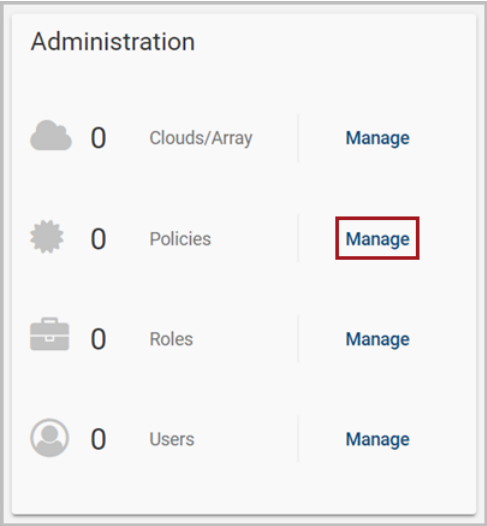 Administration
0 Clouds/Array Manage
0 Policies Manage
0 Roles Manage
0 Users Manage